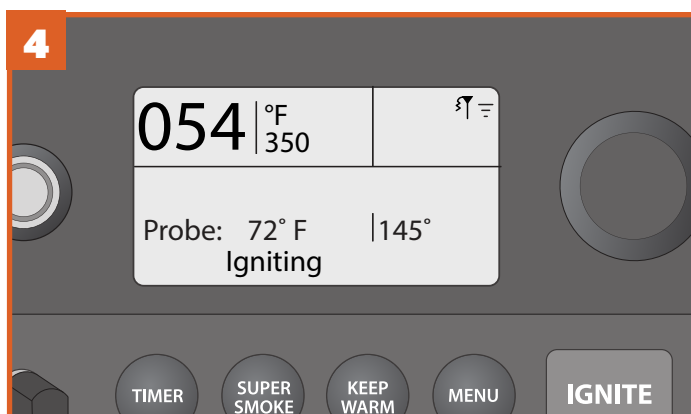 4
054 °F
350
Probe: 72° F 145°
Igniting
TIMER
SUPER
SMOKE
KEEP
WARM
MENU
IGNITE